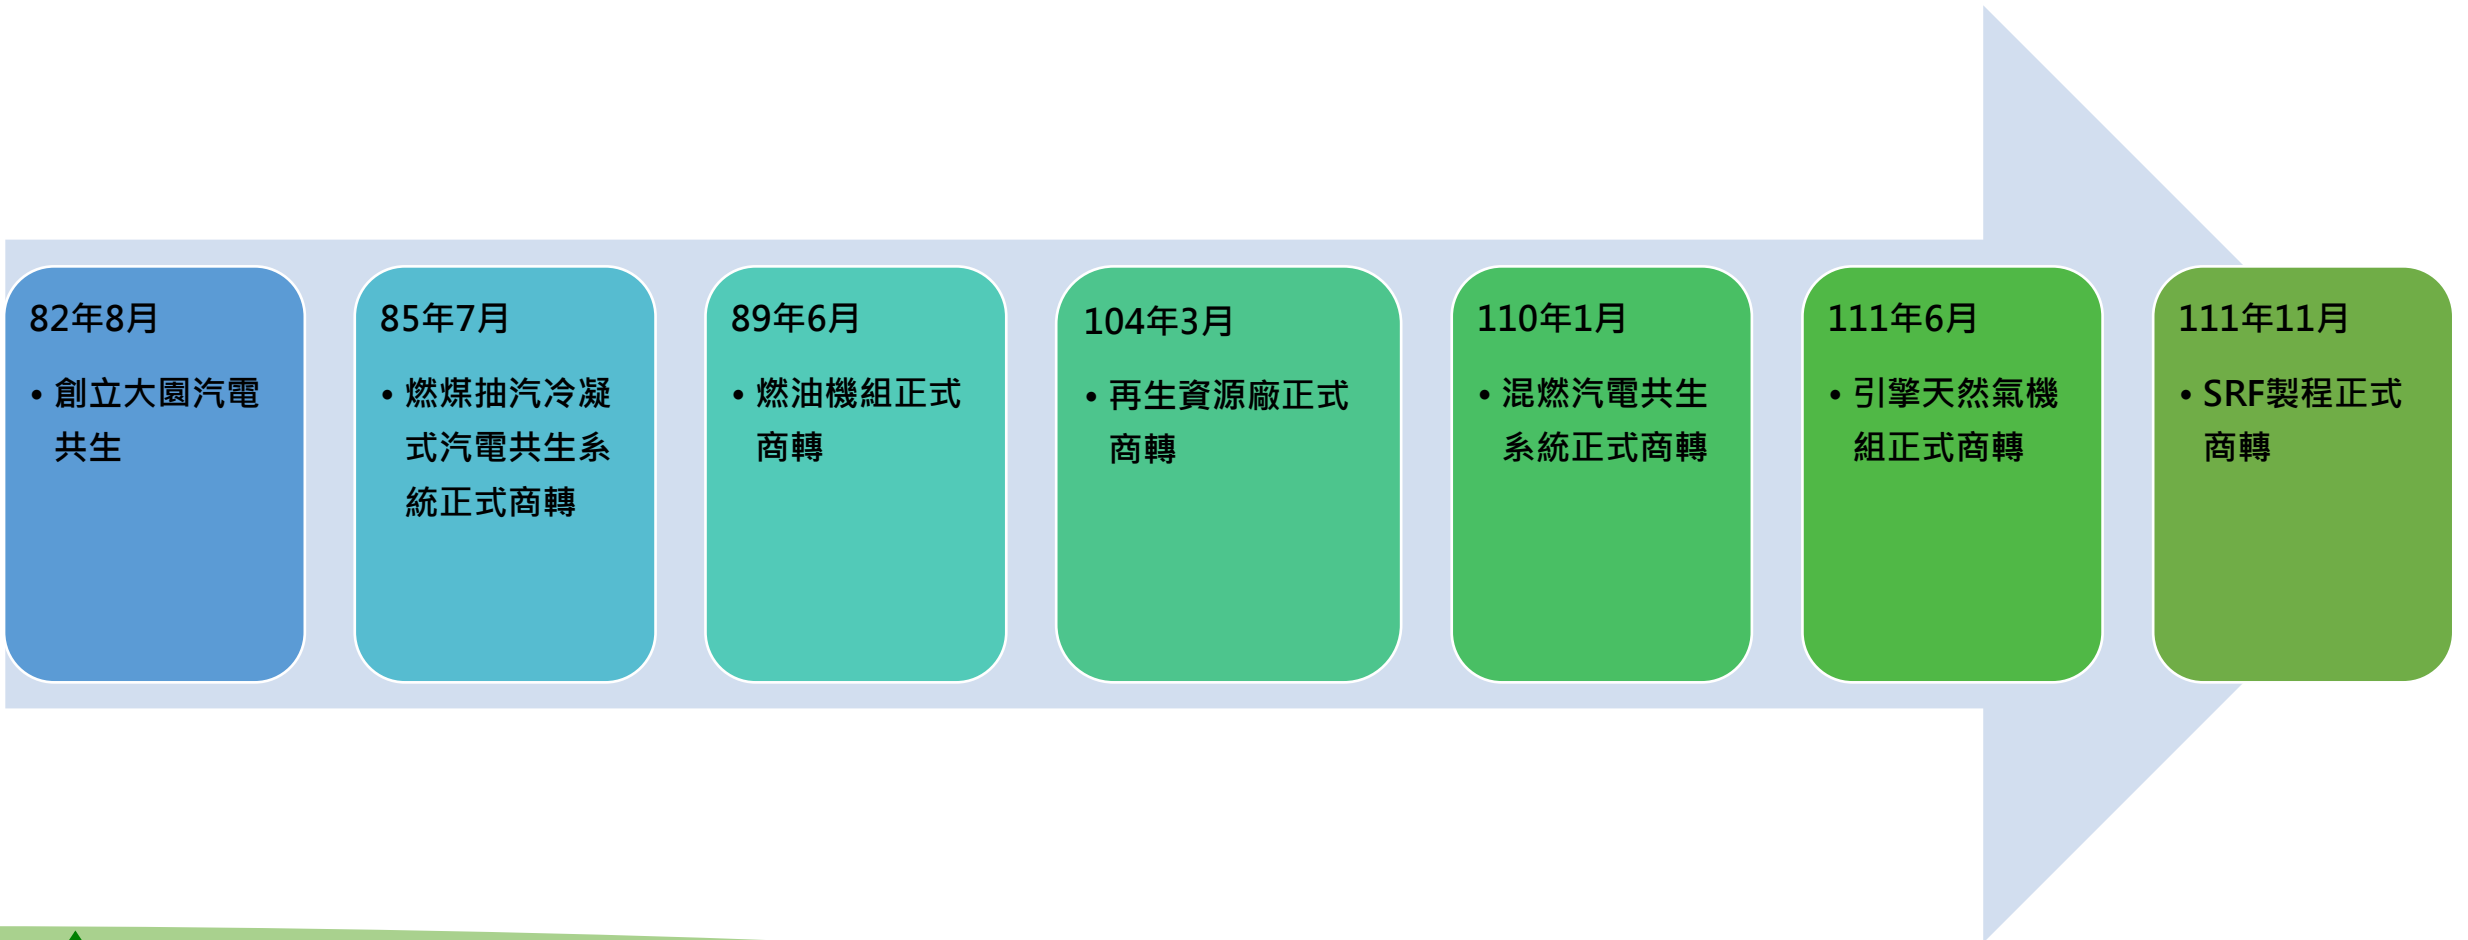 82年8月
• 創立大園汽電
共生
85年7月
• 燃煤抽汽冷凝
式汽電共生系
統正式商轉
89年6月
• 燃油機組正式
商轉
104年3月
• 再生資源廠正式
商轉
110年1月
• 混燃汽電共生
系統正式商轉
111年6月
• 引擎天然氣機
組正式商轉
111年11月
• SRF製程正式
商轉